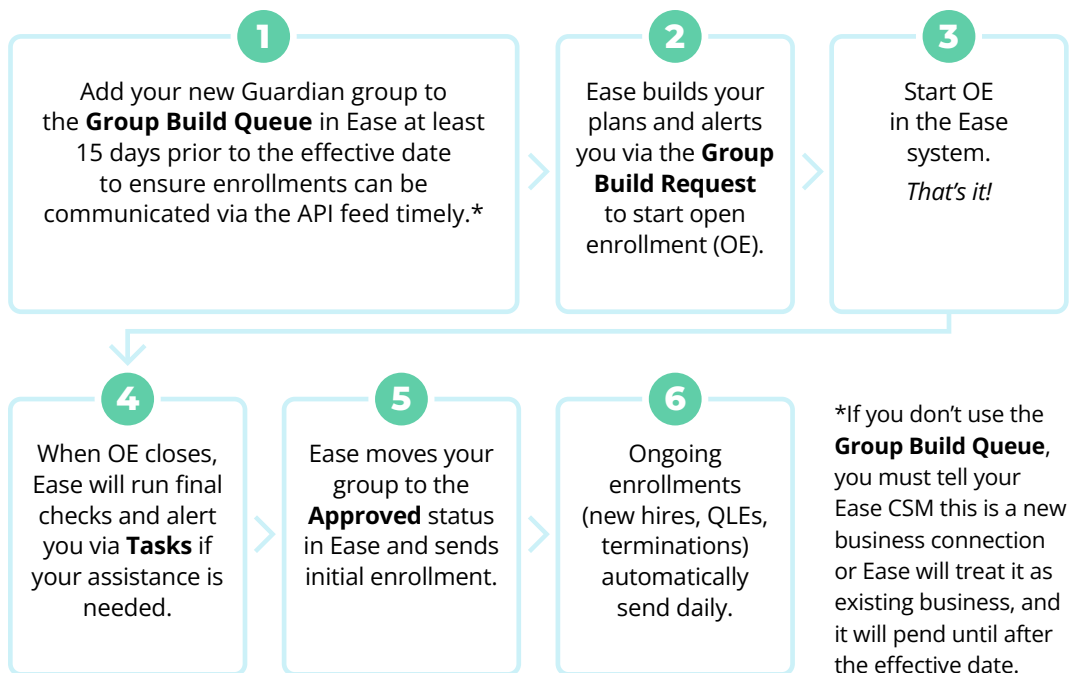 1
Add your new Guardian group to
the Group Build Queue in Ease at least
15 days prior to the effective date
to ensure enrollments can be
communicated via the API feed timely.*
2
Ease builds your
plans and alerts
you via the Group
Build Request
to start open
enrollment (OE).
3
Start OE
in the Ease
system.
That’s it!
4
When OE closes,
Ease will run final
checks and alert
you via Tasks if
your assistance is
needed.
5
Ease moves your
group to the
Approved status
in Ease and sends
initial enrollment.
6
Ongoing
enrollments
(new hires, QLEs,
terminations)
automatically
send daily.
*If you don’t use the
Group Build Queue,
you must tell your
Ease CSM this is a new
business connection
or Ease will treat it as
existing business, and
it will pend until after
the effective date.